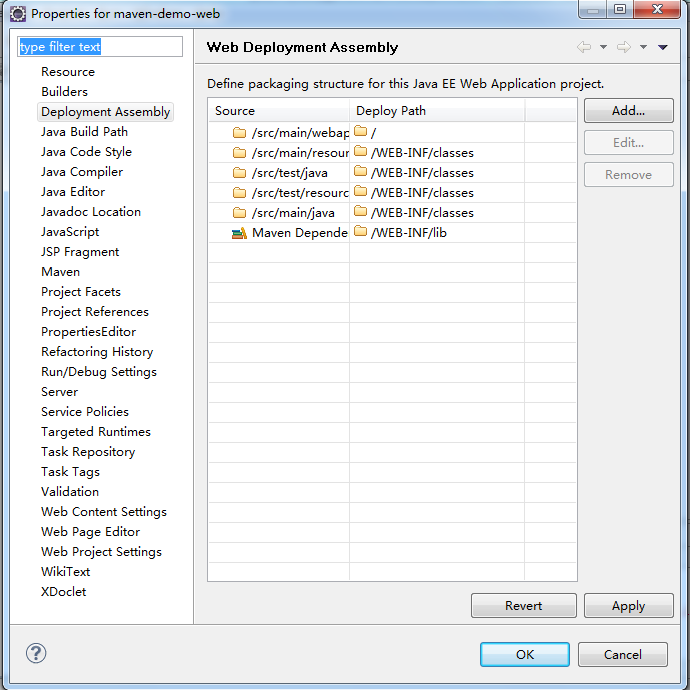 Properties for maven-demo-web
type filter text
Resource
Builders
Deployment Assembly
Java Build Path
Java Code Style
Java Compiler
Java Editor
Javadoc Location
JavaScript
JSP Fragment
Maven
Project Facets
Project References
PropertiesEditor
Refactoring History
Run/Debug Settings
Server
Service Policies
Targeted Runtimes
Task Repository
Task Tags
Validation
Web Content Settings
Web Page Editor
Web Project Settings
WikiText
XDoclet
Web Deployment Assembly
Define packaging structure for this Java EE Web Application project.
Source Deploy Path
/src/main/webap /
/src/main/resour /WEB-INF/classes
/src/test/java /WEB-INF/classes
/src/test/resourc /WEB-INF/classes
/src/main/java /WEB-INF/classes
Maven Depende /WEB-INF/lib
Add...
Edit...
Remove
Revert Apply
? OK Cancel